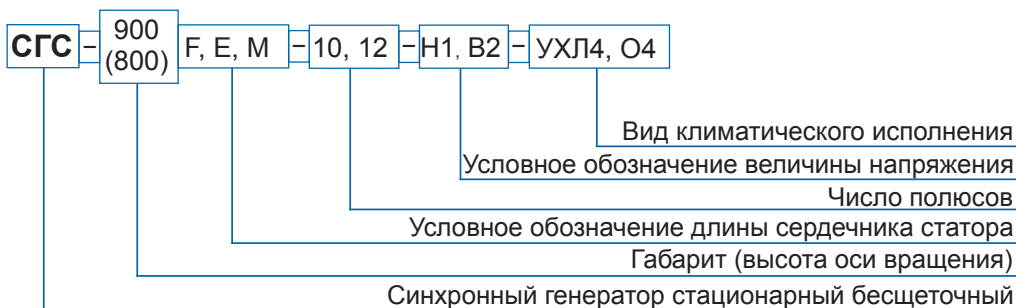 СГС – 900 (800) F, E, M – 10, 12 – Н1, В2 – УХЛ4, О4
Вид климатического исполнения
Условное обозначение величины напряжения
Число полюсов
Условное обозначение длины сердечника статора
Габарит (высота оси вращения)
Синхронный генератор стационарный бесщеточный